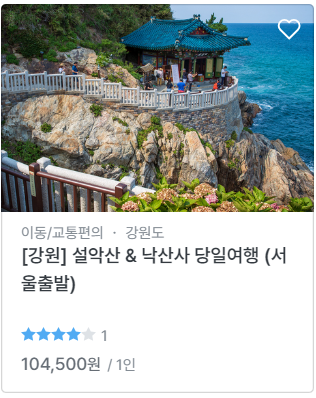 이동/교통편의 · 강원도
[강원] 설악산 & 낙산사 당일여행 (서
울출발)
1
104,500원 / 1인